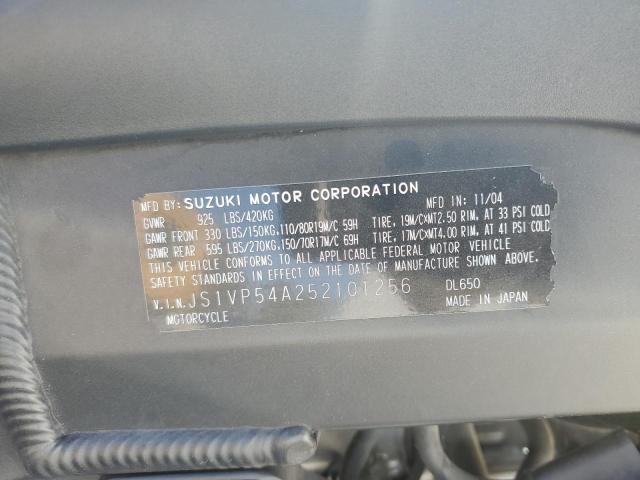 MFD BY: SUZUKI MOTOR CORPORATION MFD IN: 11/04
GVWR 925 LBS/420KG
GAWR FRONT 330 LBS/150KG,110/80R19M/C 59H TIRE, 19M/C×MT2.50 RIM, AT 33 PSI COLD
GAWR REAR 595 LBS/270KG,150/70R17M/C 69H TIRE, 17M/C×MT4.00 RIM, AT 41 PSI COLD
THIS VEHICLE CONFORMS TO ALL APPLICABLE FEDERAL MOTOR VEHICLE
SAFETY STANDARDS IN EFFECT ON THE DATE OF MANUFACTURE SHOWN ABOVE.
V.I.N. JS1VP54A252101256 DL650
MOTORCYCLE MADE IN JAPAN